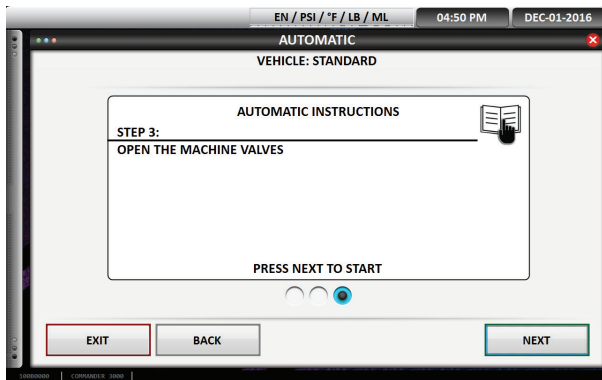 EN / PSI / °F / LB / ML 04:50 PM DEC-01-2016
AUTOMATIC
VEHICLE: STANDARD
AUTOMATIC INSTRUCTIONS
STEP 3:
OPEN THE MACHINE VALVES
PRESS NEXT TO START
EXIT BACK NEXT
10000000 | COMMANDER 3000 |